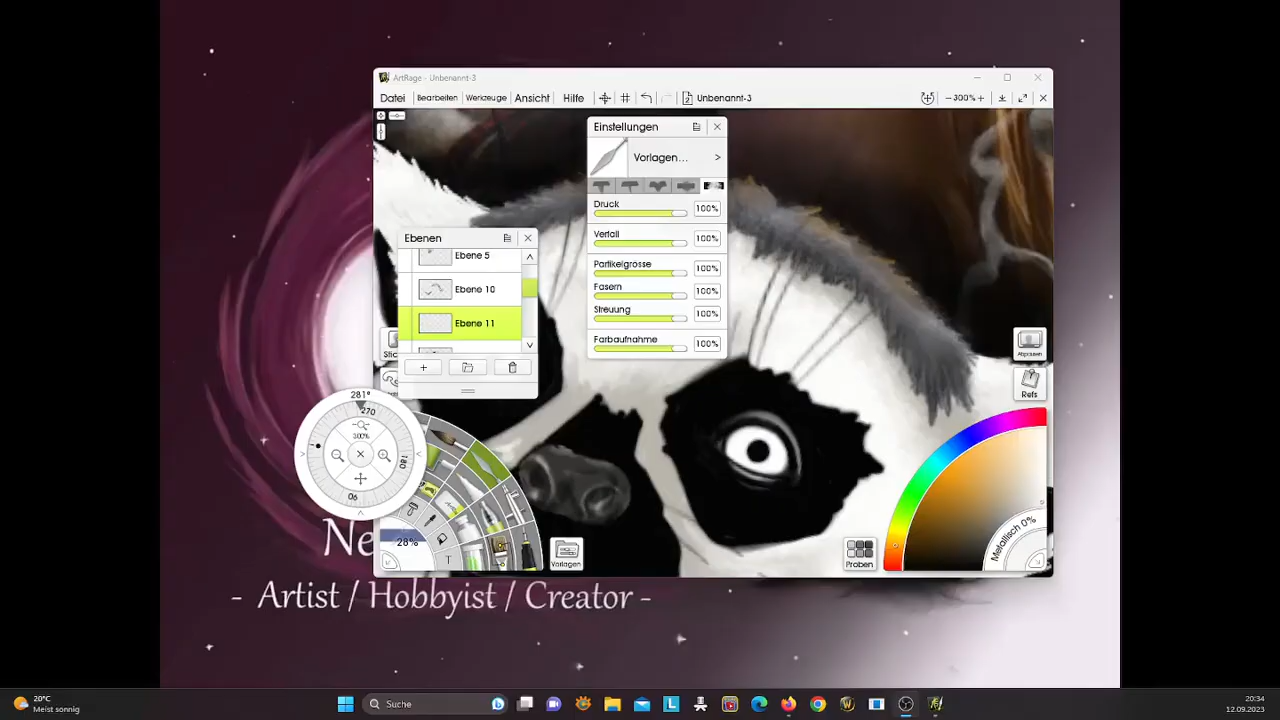 ArtRage - Unbenannt-3
Datei Bearbeiten Werkzeuge Ansicht Hilfe Unbenannt-3 300%
Einstellungen
Vorlagen...
Druck 100%
Verfall 100%
Partikelgrösse 100%
Fasern 100%
Streuung 100%
Farbaufnahme 100%
Ebenen
Ebene 5
Ebene 10
Ebene 11
Abpausen
Refs
281°
270
300%
180
90
28%
T
Vorlagen
Proben
Metallisch 0%
Ne
- Artist / Hobbyist / Creator -
20°C
Meist sonnig
Suche
20:34
12.09.2023